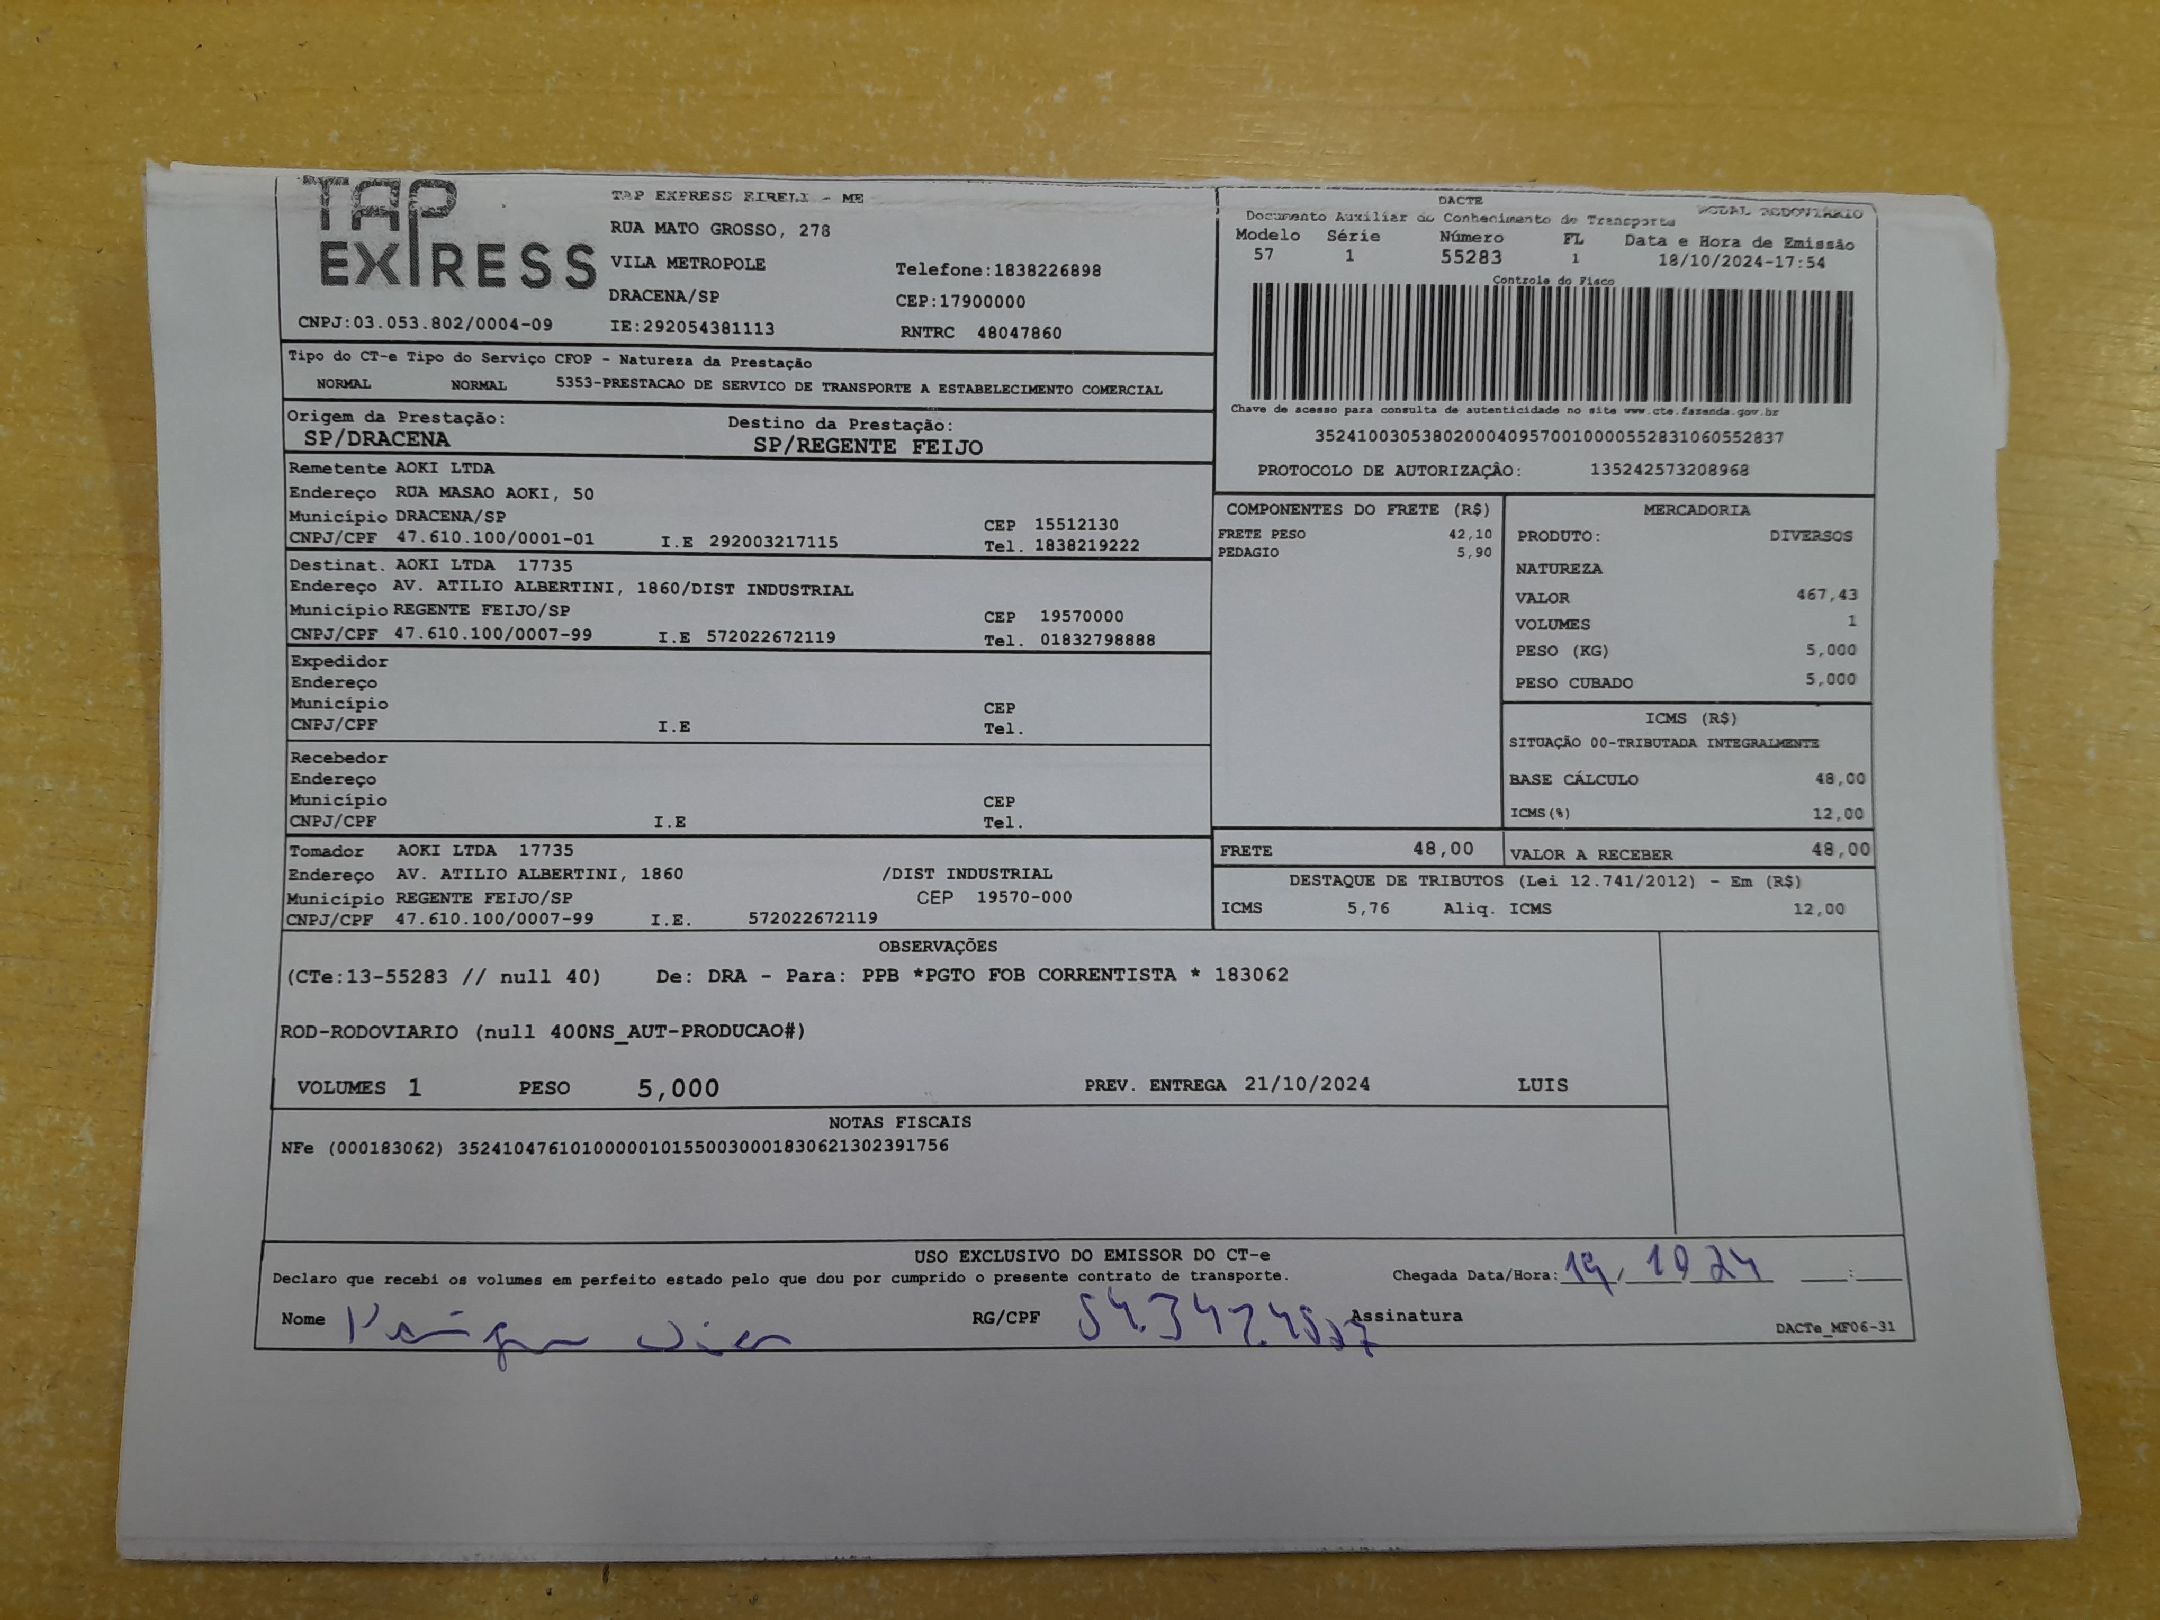 TAP
EXPRESS
TAP EXPRESS EIRELI - ME
RUA MATO GROSSO, 278
VILA METROPOLE
Telefone:1838226898
DRACENA/SP
CEP:17900000
CNPJ:03.053.802/0004-09
IE:292054381113
RNTRC 48047860
DACTE
Documento Auxiliar do Conhecimento de Transporte
MODAL RODOVIÁRIO
Modelo Série Número FL Data e Hora de Emissão
57 1 55283 1 18/10/2024-17:54
Controle do Fisco
Chave de acesso para consulta de autenticidade no site www.cte.fazenda.gov.br
35241003053802000409570010000552831060552837
PROTOCOLO DE AUTORIZAÇÂO: 135242573208968
Tipo do CT-e Tipo do Serviço CFOP - Natureza da Prestação
NORMAL NORMAL 5353-PRESTACAO DE SERVICO DE TRANSPORTE A ESTABELECIMENTO COMERCIAL
Origem da Prestação: Destino da Prestação:
SP/DRACENA SP/REGENTE FEIJO
Remetente AOKI LTDA
Endereço RUA MASAO AOKI, 50
Município DRACENA/SP CEP 15512130
CNPJ/CPF 47.610.100/0001-01 I.E 292003217115 Tel. 1838219222
Destinat. AOKI LTDA 17735
Endereço AV. ATILIO ALBERTINI, 1860/DIST INDUSTRIAL
Município REGENTE FEIJO/SP CEP 19570000
CNPJ/CPF 47.610.100/0007-99 I.E 572022672119 Tel. 01832798888
Expedidor
Endereço
Município CEP
CNPJ/CPF I.E Tel.
Recebedor
Endereço
Município CEP
CNPJ/CPF I.E Tel.
Tomador AOKI LTDA 17735
Endereço AV. ATILIO ALBERTINI, 1860 /DIST INDUSTRIAL
Município REGENTE FEIJO/SP CEP 19570-000
CNPJ/CPF 47.610.100/0007-99 I.E. 572022672119
COMPONENTES DO FRETE (R$)
FRETE PESO 42,10
PEDAGIO 5,90
MERCADORIA
PRODUTO: DIVERSOS
NATUREZA
VALOR 467,43
VOLUMES 1
PESO (KG) 5,000
PESO CUBADO 5,000
ICMS (R$)
SITUAÇÃO 00-TRIBUTADA INTEGRALMENTE
BASE CÁLCULO 48,00
ICMS(%) 12,00
FRETE 48,00 VALOR A RECEBER 48,00
DESTAQUE DE TRIBUTOS (Lei 12.741/2012) - Em (R$)
ICMS 5,76 Aliq. ICMS 12,00
OBSERVAÇÕES
(CTe:13-55283 // null 40) De: DRA - Para: PPB *PGTO FOB CORRENTISTA * 183062
ROD-RODOVIARIO (null 400NS_AUT-PRODUCAO#)
VOLUMES 1 PESO 5,000 PREV. ENTREGA 21/10/2024 LUIS
NOTAS FISCAIS
NFe (000183062) 35241047610100000101550030001830621302391756
USO EXCLUSIVO DO EMISSOR DO CT-e
Declaro que recebi os volumes em perfeito estado pelo que dou por cumprido o presente contrato de transporte. Chegada Data/Hora: 19, 10 24 __:__
Nome RG/CPF Assinatura
DACTe_MF06-31